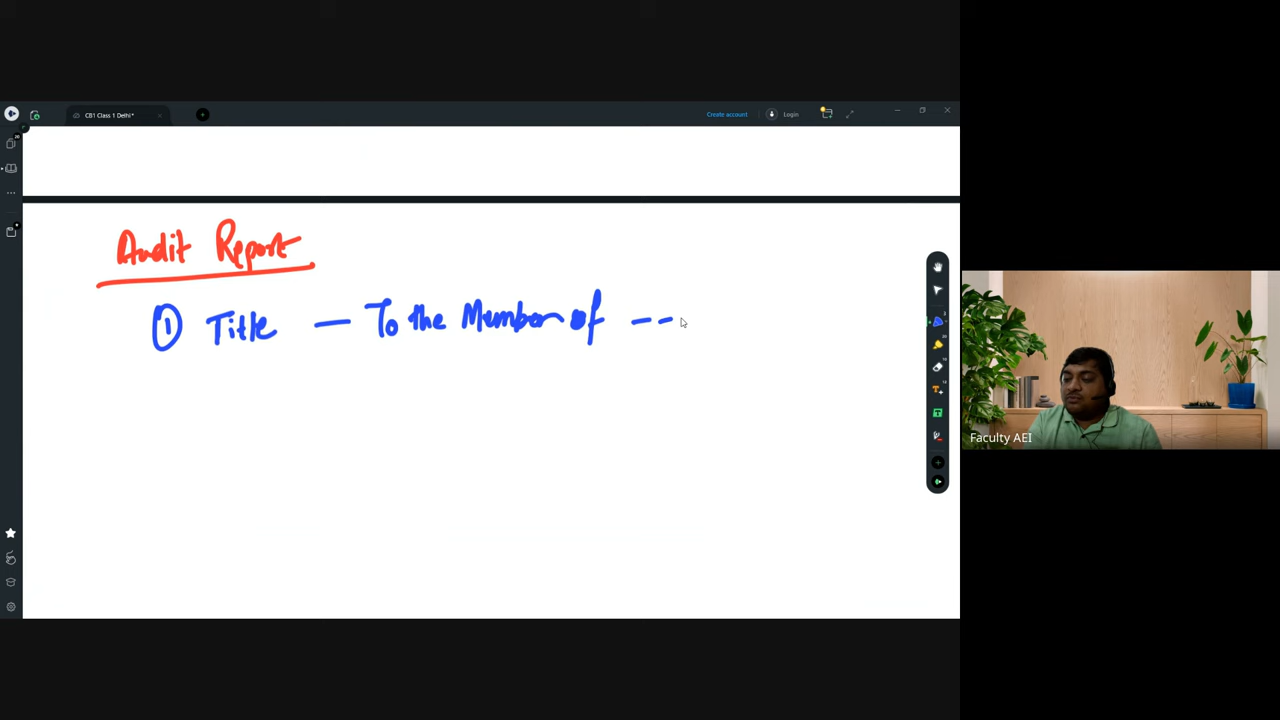 CB1 Class 1 Delhi*
Create account
Login
Audit Report
① Title — To the Member of ---
Faculty AEI